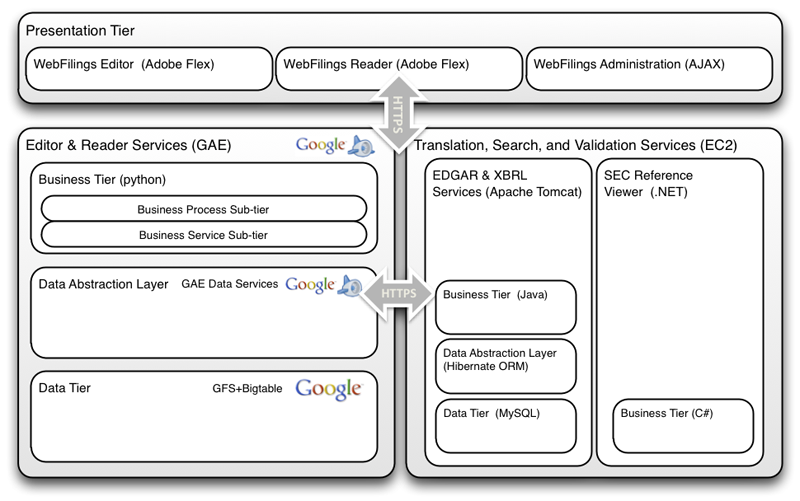 Presentation Tier
WebFilings Editor (Adobe Flex)
WebFilings Reader (Adobe Flex)
WebFilings Administration (AJAX)
HTTPS
Editor & Reader Services (GAE)
Google
Business Tier (python)
Business Process Sub-tier
Business Service Sub-tier
Data Abstraction Layer
GAE Data Services
Google
Data Tier
GFS+Bigtable
Google
HTTPS
Translation, Search, and Validation Services (EC2)
EDGAR & XBRL
Services (Apache Tomcat)
Business Tier (Java)
Data Abstraction Layer
(Hibernate ORM)
Data Tier (MySQL)
SEC Reference
Viewer (.NET)
Business Tier (C#)